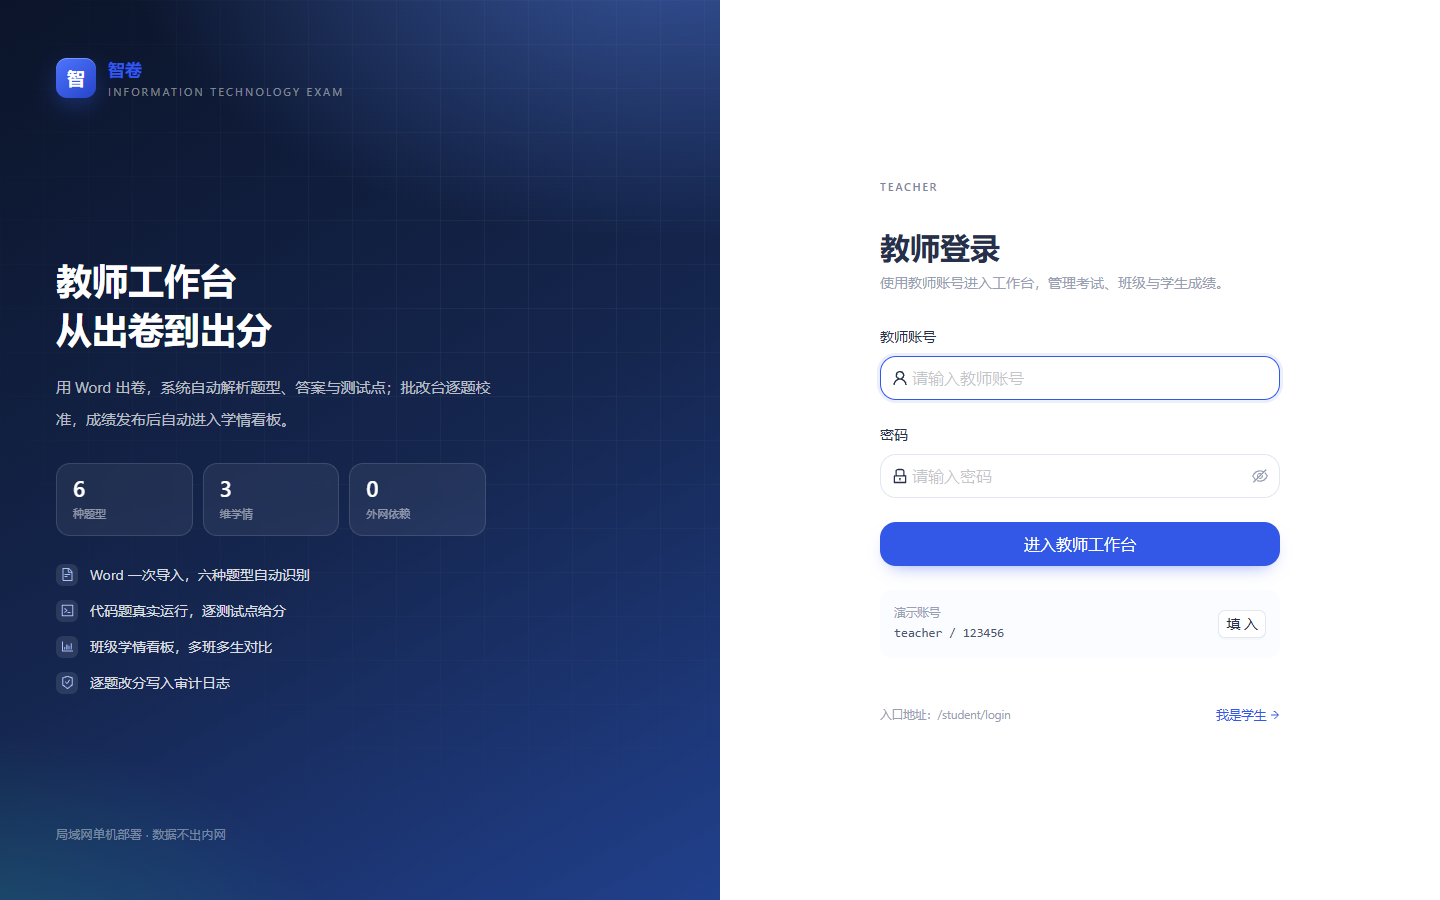 智
智卷
INFORMATION TECHNOLOGY EXAM
教师工作台
从出卷到出分
用 Word 出卷，系统自动解析题型、答案与测试点；批改台逐题校
准，成绩发布后自动进入学情看板。
6
种题型
3
维学情
0
外网依赖
Word 一次导入，六种题型自动识别
代码题真实运行，逐测试点给分
班级学情看板，多班多生对比
逐题改分写入审计日志
局域网单机部署 · 数据不出内网
TEACHER
教师登录
使用教师账号进入工作台，管理考试、班级与学生成绩。
教师账号
请输入教师账号
密码
请输入密码
进入教师工作台
演示账号
teacher / 123456
填 入
入口地址：/student/login
我是学生 →